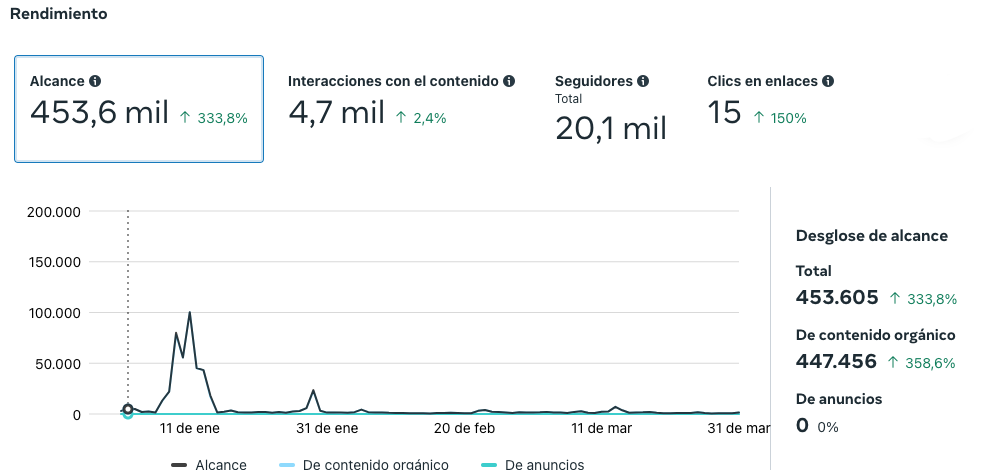 Rendimiento
Alcance
453,6 mil ↑ 333,8%
Interacciones con el contenido
4,7 mil ↑ 2,4%
Seguidores
Total
20,1 mil
Clics en enlaces
15 ↑ 150%
200.000
150.000
100.000
50.000
0
11 de ene 31 de ene 20 de feb 11 de mar 31 de mar
Alcance De contenido orgánico De anuncios
Desglose de alcance
Total
453.605 ↑ 333,8%
De contenido orgánico
447.456 ↑ 358,6%
De anuncios
0 0%